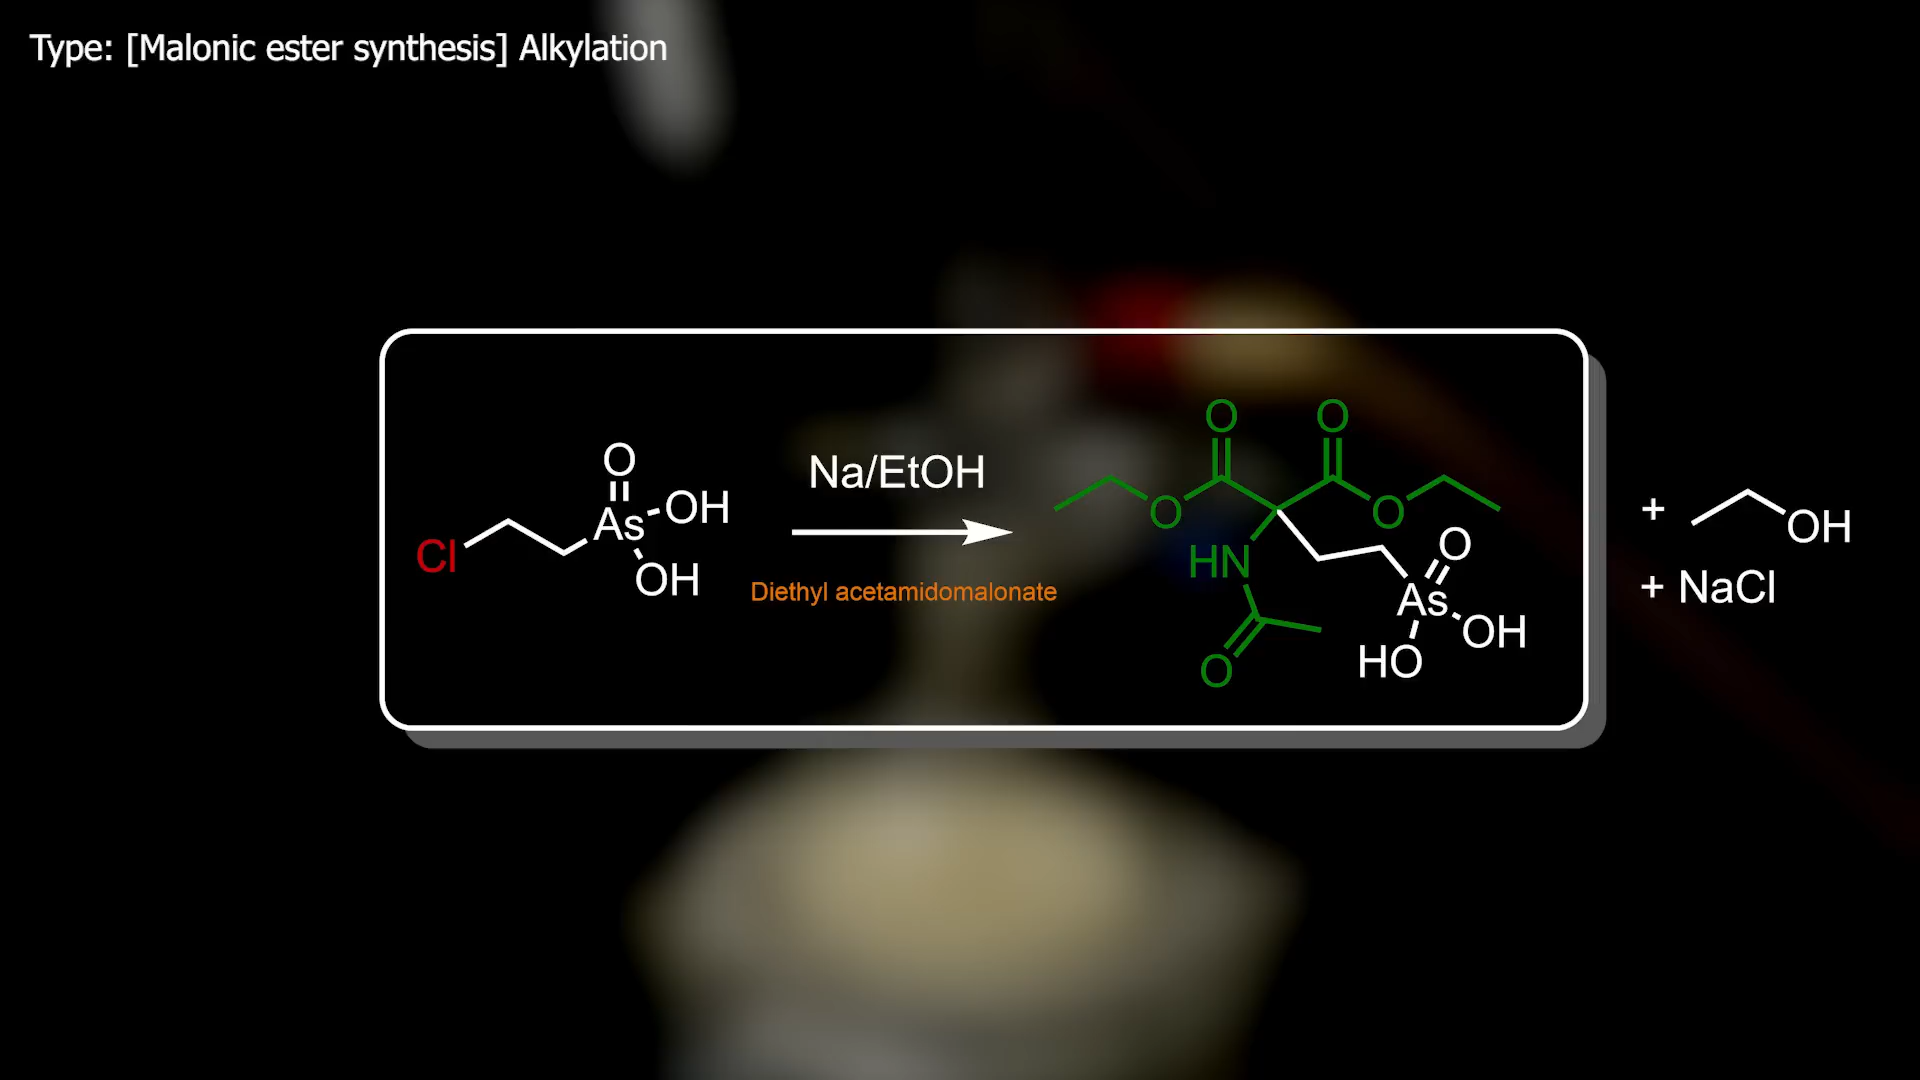 Type: [Malonic ester synthesis] Alkylation
Cl
O
As
OH
OH
Na/EtOH
Diethyl acetamidomalonate
O
O
O
O
HN
O
O
As
OH
HO
+ OH
+ NaCl